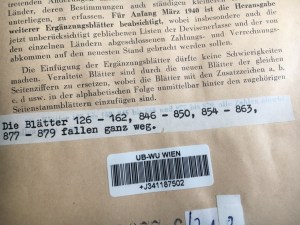 Länder, deren Bestimmungen auch ständigen kleineren
unterliegen, zu erfassen. Für Anfang März 1940 ist die Herausgabe
weiterer Ergänzungsblätter beabsichtigt, wobei insbesondere auch die
jetzt unberücksichtigt gebliebenen Listen der Devisen
den einzelnen Ländern abgeschlossenen Zahlungs- und Verrechnungs-
abkommen auf den neuesten Stand gebracht werden sollen.
Die Einfügung der Ergänzungsblätter dürfte keine Schwierigkeiten
machen. Veraltete Blätter sind durch die neuen Blätter der gleichen
Seitenziffern zu ersetzen, wobei die Blätter mit den Zusatzzeichen a, b,
c, d usw. in der alphabetischen Folge unmittelbar hinter den zugehörigen
Seitenstammblättern einzufügen sind.
Die Blätter 126 - 162, 846 - 850, 854 - 863,
877 - 879 fallen ganz weg.
UB-WU WIEN
+J341187502